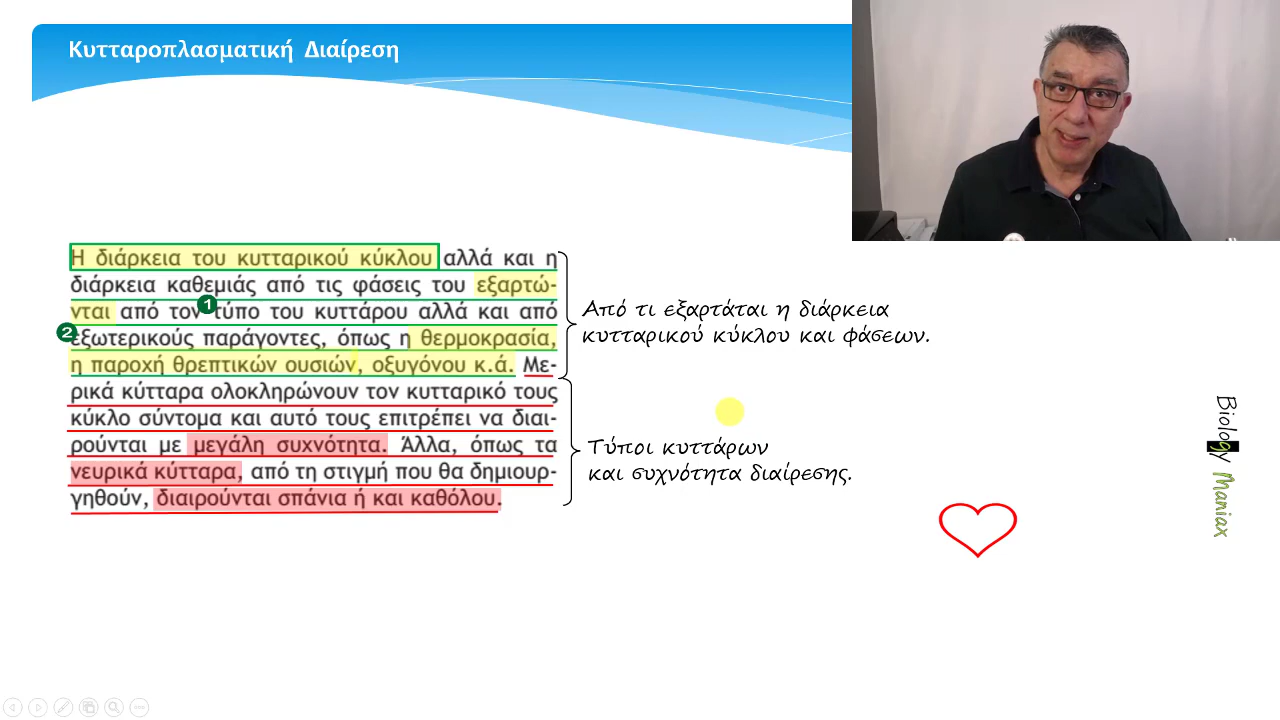 Κυτταροπλασματική Διαίρεση
Η διάρκεια του κυτταρικού κύκλου αλλά και η
διάρκεια καθεμιάς από τις φάσεις του εξαρτώ-
νται από τον τύπο του κυττάρου αλλά και από
εξωτερικούς παράγοντες, όπως η θερμοκρασία,
η παροχή θρεπτικών ουσιών, οξυγόνου κ.ά. Με-
ρικά κύτταρα ολοκληρώνουν τον κυτταρικό τους
κύκλο σύντομα και αυτό τους επιτρέπει να διαι-
ρούνται με μεγάλη συχνότητα. Άλλα, όπως τα
νευρικά κύτταρα, από τη στιγμή που θα δημιουρ-
γηθούν, διαιρούνται σπάνια ή και καθόλου.
1
2
Από τι εξαρτάται η διάρκεια
κυτταρικού κύκλου και φάσεων.
Τύποι κυττάρων
και συχνότητα διαίρεσης.
Biology Maniax